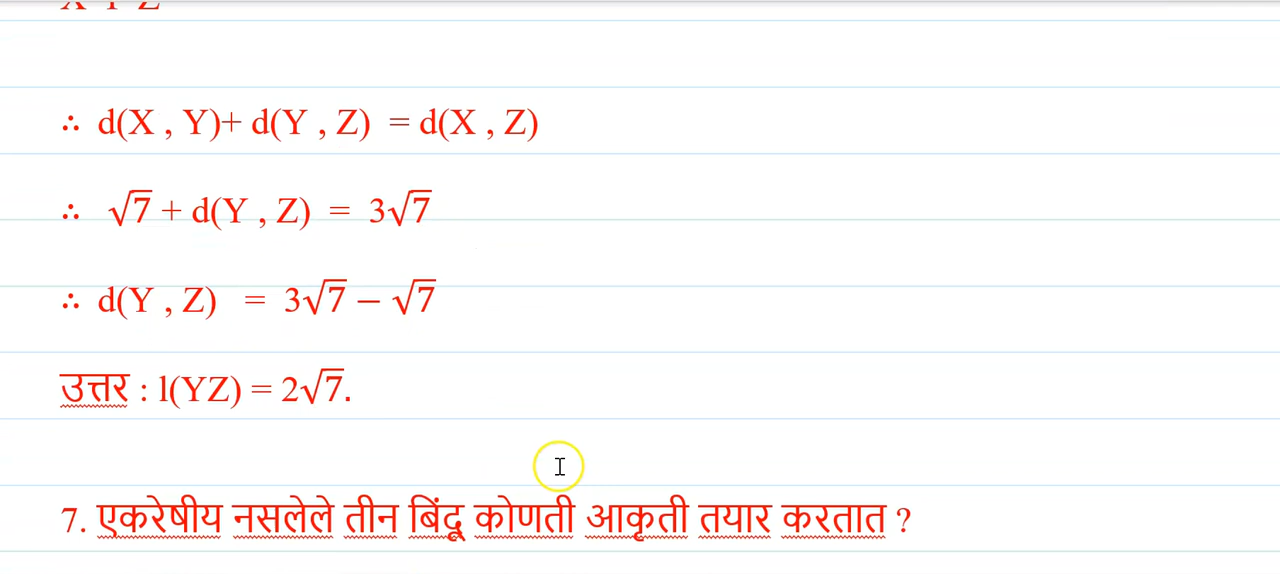 X - Y - Z
∴ d(X , Y)+ d(Y , Z) = d(X , Z)
∴ √7 + d(Y , Z) = 3√7
∴ d(Y , Z) = 3√7 − √7
उत्तर : l(YZ) = 2√7.
7. एकरेषीय नसलेले तीन बिंदू कोणती आकृती तयार करतात ?